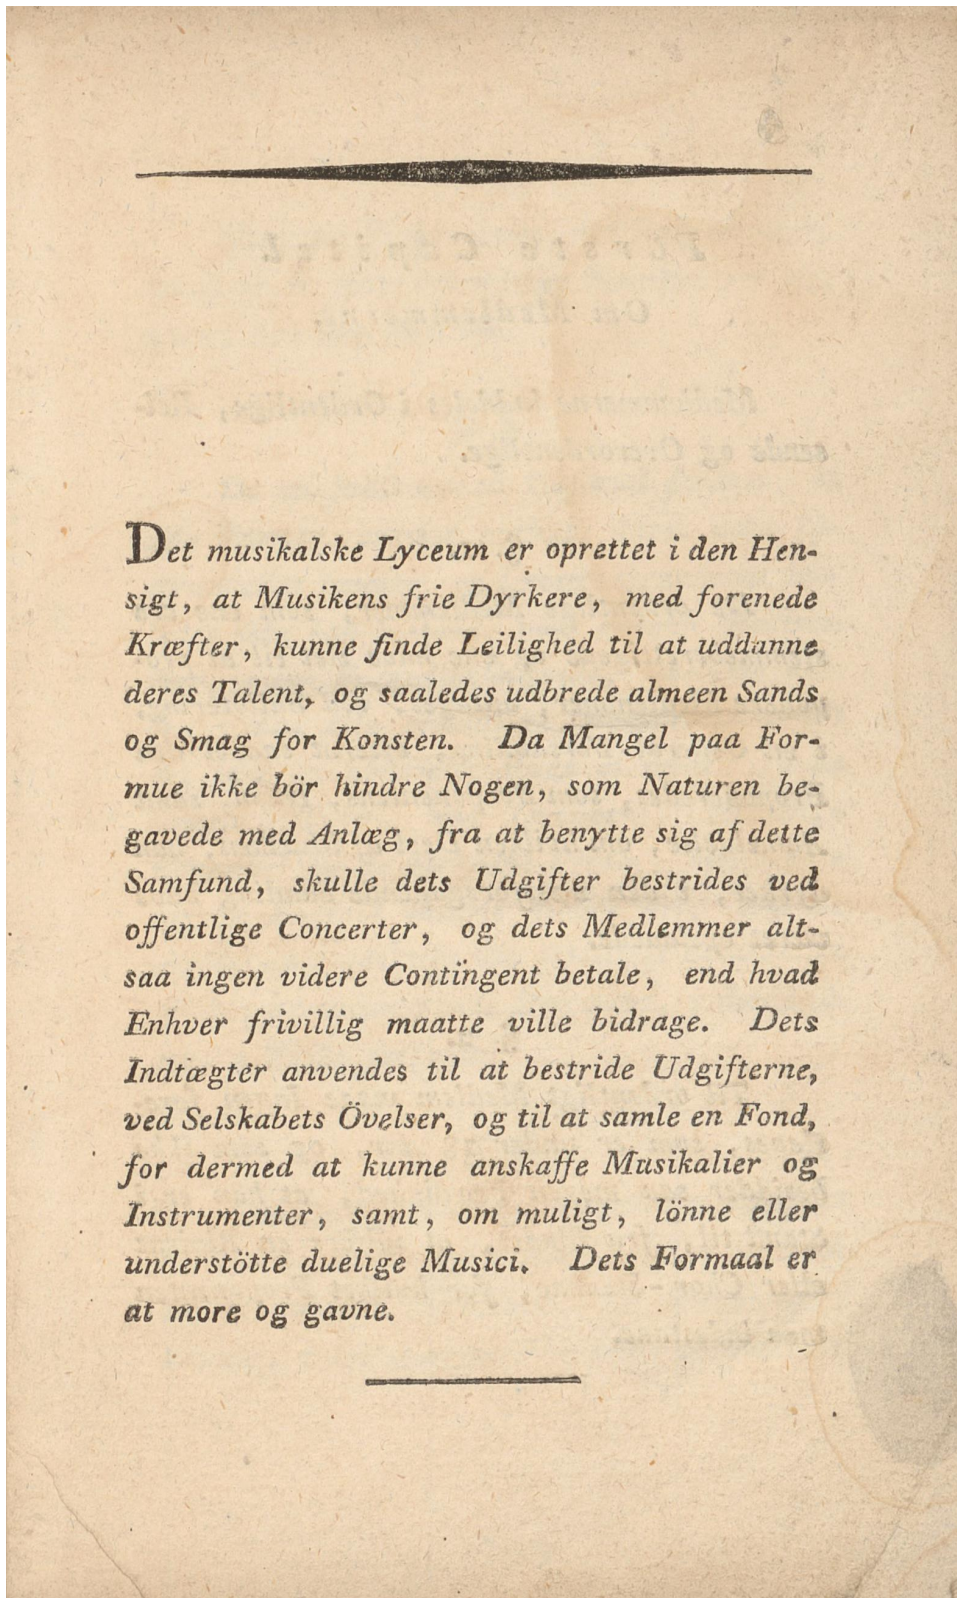 Det musikalske Lyceum er oprettet i den Hen-
sigt, at Musikens frie Dyrkere, med forenede
Kræfter, kunne finde Leilighed til at uddanne
deres Talent, og saaledes udbrede almeen Sands
og Smag for Konsten. Da Mangel paa For-
mue ikke bör hindre Nogen, som Naturen be-
gavede med Anlæg, fra at benytte sig af dette
Samfund, skulle dets Udgifter bestrides ved
offentlige Concerter, og dets Medlemmer alt-
saa ingen videre Contingent betale, end hvad
Enhver frivillig maatte ville bidrage. Dets
Indtægter anvendes til at bestride Udgifterne,
ved Selskabets Övelser, og til at samle en Fond,
for dermed at kunne anskaffe Musikalier og
Instrumenter, samt, om muligt, lönne eller
understötte duelige Musici. Dets Formaal er
at more og gavne.